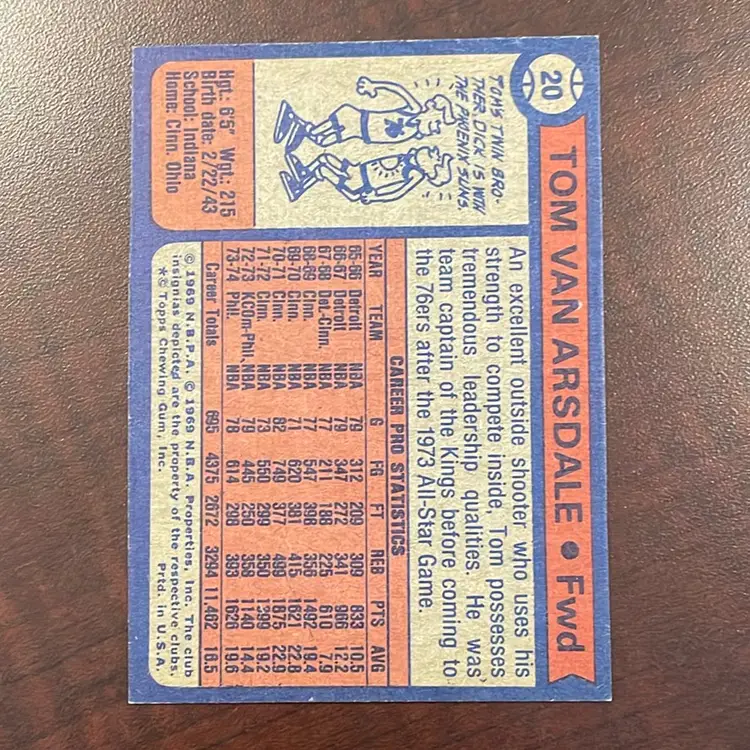 20
TOM VAN ARSDALE • Fwd
TOM'S TWIN BRO-
THER DICK IS WITH
THE PHOENIX SUNS.
Hgt.: 6'5" Wgt.: 215
Birth date: 2/22/43
School: Indiana
Home: Cinn. Ohio
An excellent outside shooter who uses his
strength to compete inside, Tom possesses
tremendous leadership qualities. He was
team captain of the Kings before coming to
the 76ers after the 1973 All-Star Game.
CAREER PRO STATISTICS
YEAR TEAM G FG FT REB PTS AVG
65-66 Detroit NBA 79 312 209 309 833 10.5
66-67 Detroit NBA 79 347 272 341 966 12.2
67-68 Det.-Cinn. NBA 77 211 188 225 610 7.9
68-69 Cinn. NBA 77 547 398 356 1492 19.4
69-70 Cinn. NBA 71 620 381 415 1621 22.8
70-71 Cinn. NBA 82 749 377 499 1875 22.9
71-72 Cinn. NBA 73 550 299 350 1399 19.2
72-73 KCOm-Phi. NBA 79 445 250 358 1140 14.4
73-74 Phil. NBA 78 614 298 393 1526 19.6
Career Totals 695 4375 2672 3294 11,462 16.5
© 1969 N.B.P.A. © 1969 N.B.A. Properties, Inc. The club
insignias depicted are the property of the respective clubs.
*© Topps Chewing Gum, Inc. Prtd. in U.S.A.